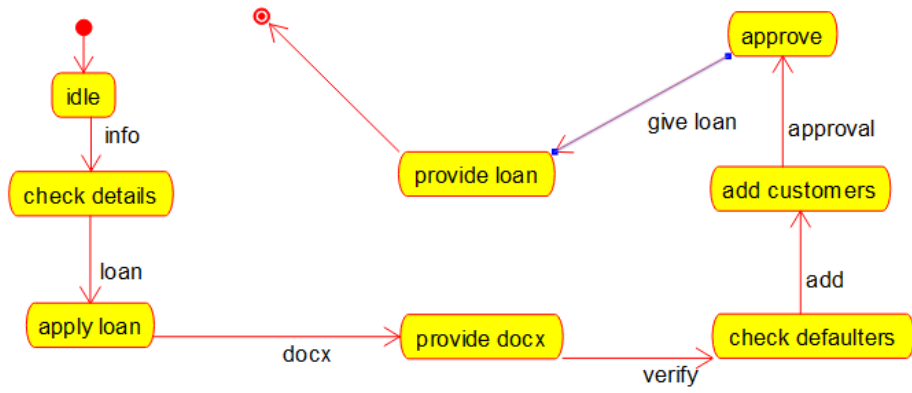 idle
info
check details
loan
apply loan
docx
provide docx
verify
check defaulters
add
add customers
approval
approve
give loan
provide loan